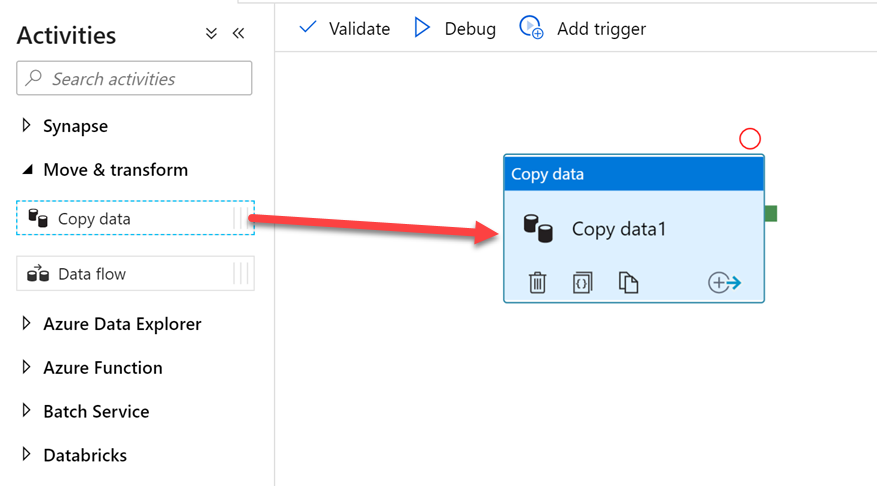 Activities
Search activities
Synapse
Move & transform
Copy data
Data flow
Azure Data Explorer
Azure Function
Batch Service
Databricks
Validate Debug Add trigger
Copy data
Copy data1